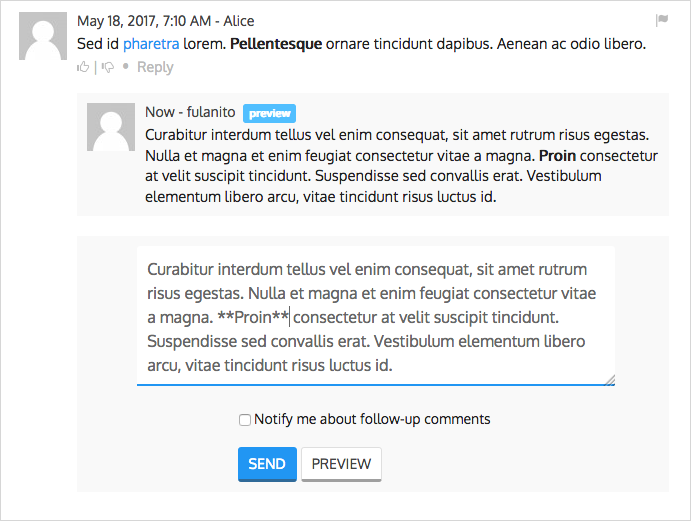 May 18, 2017, 7:10 AM - Alice
Sed id pharetra lorem. Pellentesque ornare tincidunt dapibus. Aenean ac odio libero.
| • Reply
Now - fulanito preview
Curabitur interdum tellus vel enim consequat, sit amet rutrum risus egestas.
Nulla et magna et enim feugiat consectetur vitae a magna. Proin consectetur
at velit suscipit tincidunt. Suspendisse sed convallis erat. Vestibulum
elementum libero arcu, vitae tincidunt risus luctus id.
Curabitur interdum tellus vel enim consequat, sit amet rutrum
risus egestas. Nulla et magna et enim feugiat consectetur vitae
a magna. **Proin** consectetur at velit suscipit tincidunt.
Suspendisse sed convallis erat. Vestibulum elementum libero
arcu, vitae tincidunt risus luctus id.
Notify me about follow-up comments
SEND PREVIEW